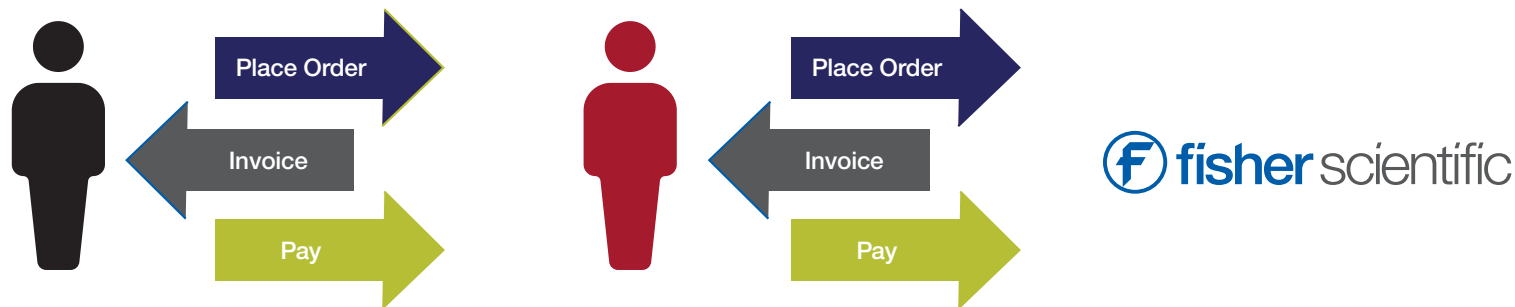 Place Order
Invoice
Pay
Place Order
Invoice
Pay
F fisher scientific